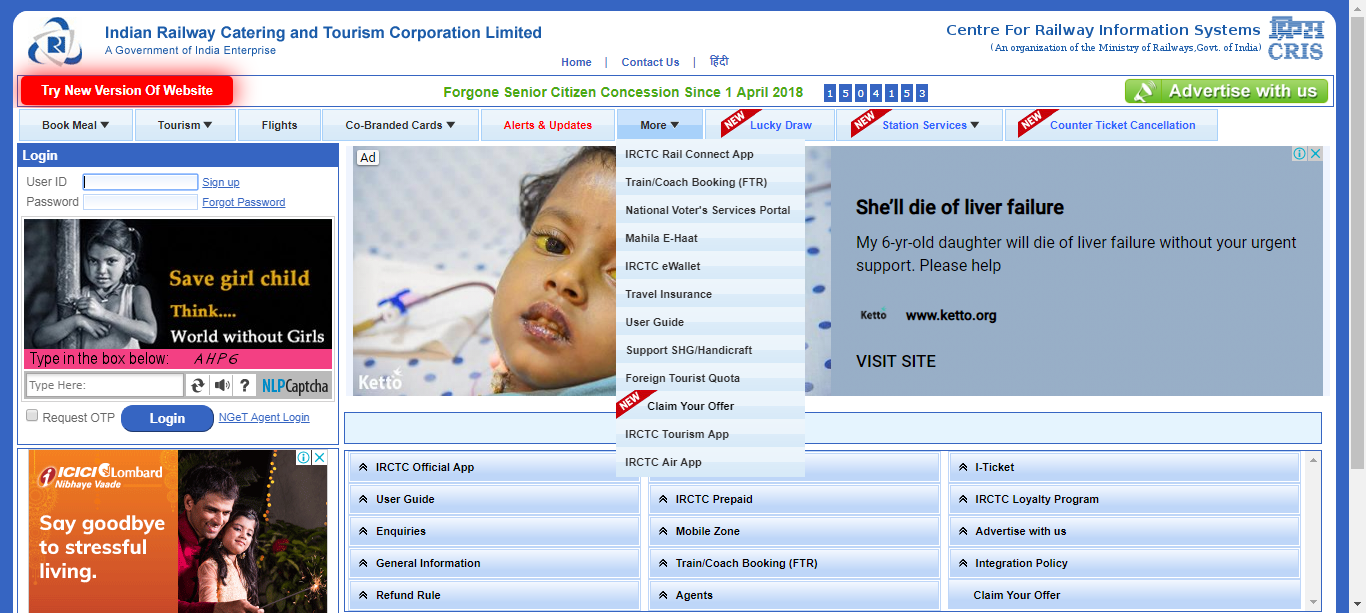 Indian Railway Catering and Tourism Corporation Limited
A Government of India Enterprise
Centre For Railway Information Systems
(An organization of the Ministry of Railways,Govt. of India)
CRIS
Home | Contact Us | हिंदी
Try New Version Of Website
Forgone Senior Citizen Concession Since 1 April 2018 1 5 0 4 1 5 3
Advertise with us
Book Meal Tourism Flights Co-Branded Cards Alerts & Updates More NEW Lucky Draw NEW Station Services NEW Counter Ticket Cancellation
Login
User ID Sign up
Password Forgot Password
Save girl child
Think....
World without Girls
Type in the box below: AHP6
Type Here: ? NLPCaptcha
Request OTP Login NGeT Agent Login
ICICI Lombard
Nibhaye Vaade
Say goodbye
to stressful
living.
Ad
Ketto
IRCTC Rail Connect App
Train/Coach Booking (FTR)
National Voter's Services Portal
Mahila E-Haat
IRCTC eWallet
Travel Insurance
User Guide
Support SHG/Handicraft
Foreign Tourist Quota
NEW Claim Your Offer
IRCTC Tourism App
IRCTC Air App
She'll die of liver failure
My 6-yr-old daughter will die of liver failure without your urgent
support. Please help
Ketto www.ketto.org
VISIT SITE
IRCTC Official App
I-Ticket
User Guide
IRCTC Prepaid
IRCTC Loyalty Program
Enquiries
Mobile Zone
Advertise with us
General Information
Train/Coach Booking (FTR)
Integration Policy
Refund Rule
Agents
Claim Your Offer